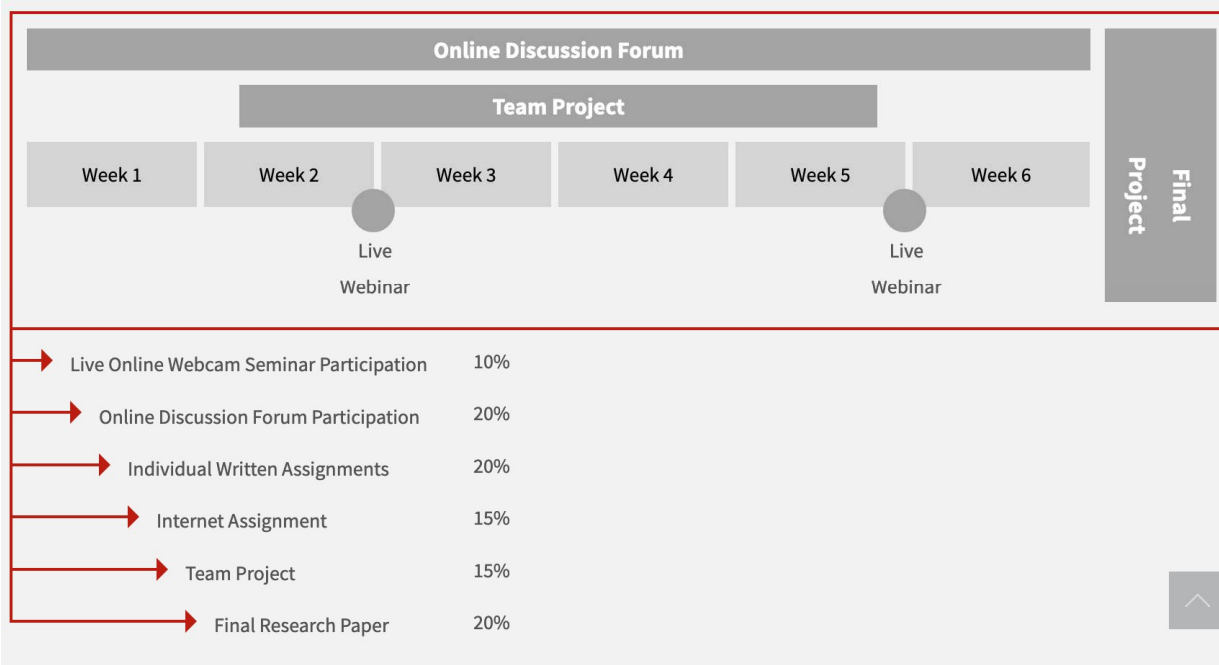 Online Discussion Forum
Team Project
Week 1
Week 2
Week 3
Week 4
Week 5
Week 6
Final
Project
Live
Webinar
Live
Webinar
Live Online Webcam Seminar Participation 10%
Online Discussion Forum Participation 20%
Individual Written Assignments 20%
Internet Assignment 15%
Team Project 15%
Final Research Paper 20%